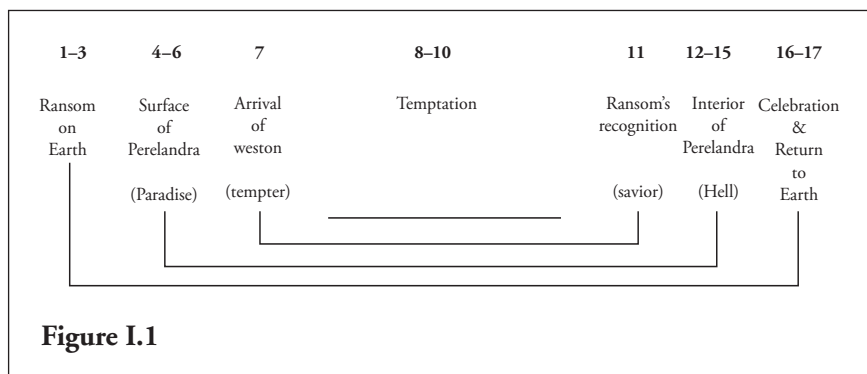 1–3
4–6
7
8–10
11
12–15
16–17
Ransom
on
Earth
Surface
of
Perelandra
(Paradise)
Arrival
of
weston
(tempter)
Temptation
Ransom’s
recognition
(savior)
Interior
of
Perelandra
(Hell)
Celebration
&
Return
to
Earth
Figure I.1